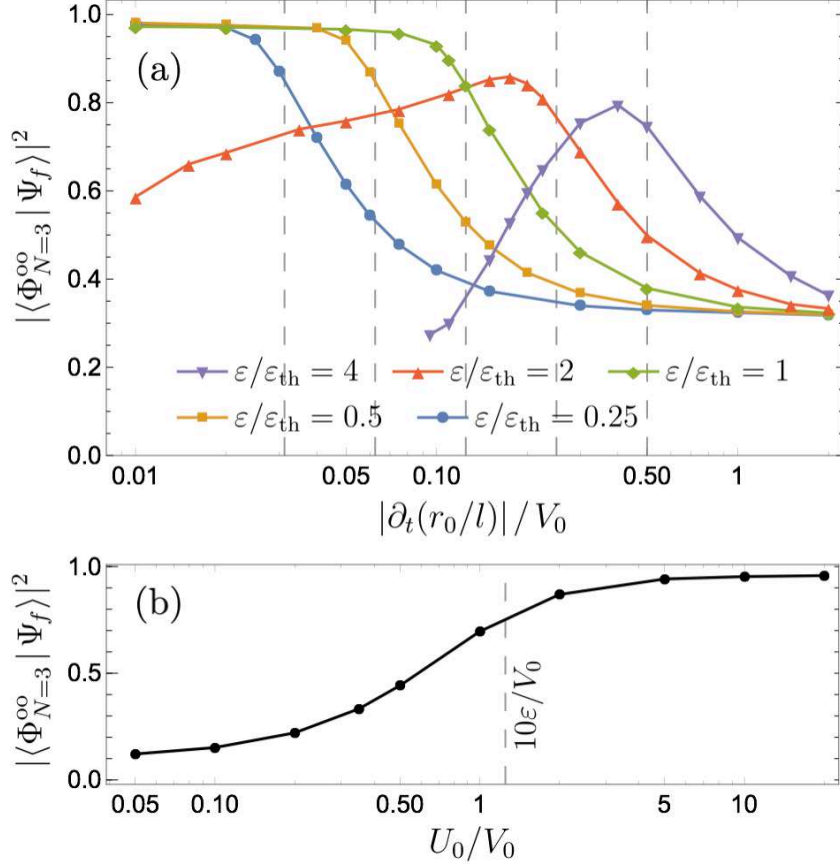 1.0
(a)
0.8
0.6
0.4
0.2
0.0
|⟨Φ^{oo}_{N=3} | Ψ_f⟩|²
ε/ε_th = 4 ε/ε_th = 2 ε/ε_th = 1
ε/ε_th = 0.5 ε/ε_th = 0.25
0.01 0.05 0.10 0.50 1
|∂_t(r_0/l)| / V_0
1.0
(b)
0.5
0.0
|⟨Φ^{oo}_{N=3} | Ψ_f⟩|²
10ε/V_0
0.05 0.10 0.50 1 5 10
U_0/V_0